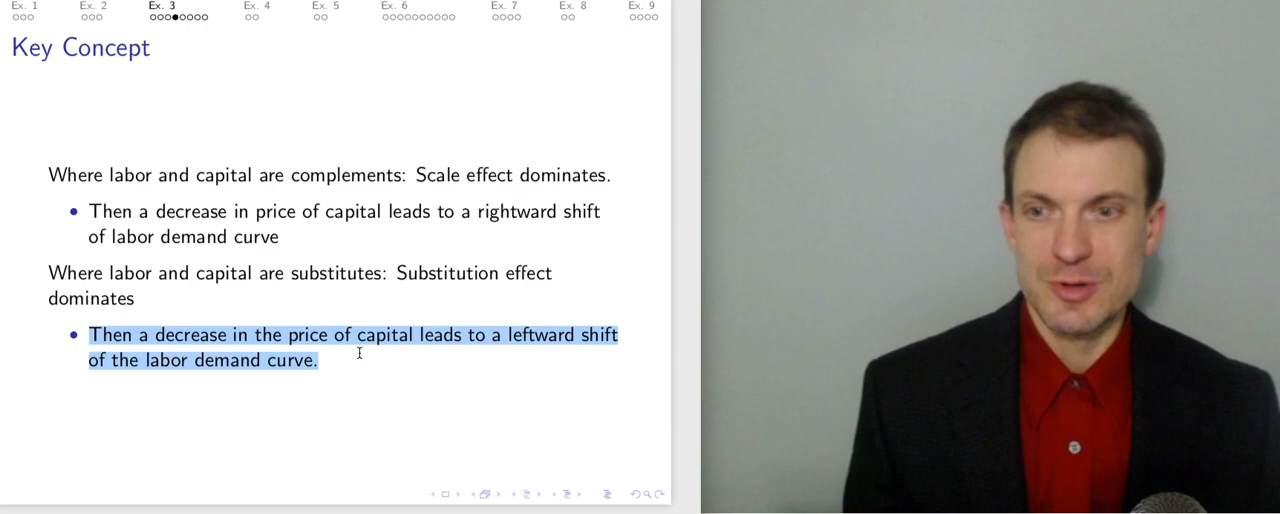 Ex. 1 Ex. 2 Ex. 3 Ex. 4 Ex. 5 Ex. 6 Ex. 7 Ex. 8 Ex. 9
Key Concept
Where labor and capital are complements: Scale effect dominates.
• Then a decrease in price of capital leads to a rightward shift
of labor demand curve
Where labor and capital are substitutes: Substitution effect
dominates
• Then a decrease in the price of capital leads to a leftward shift
of the labor demand curve.